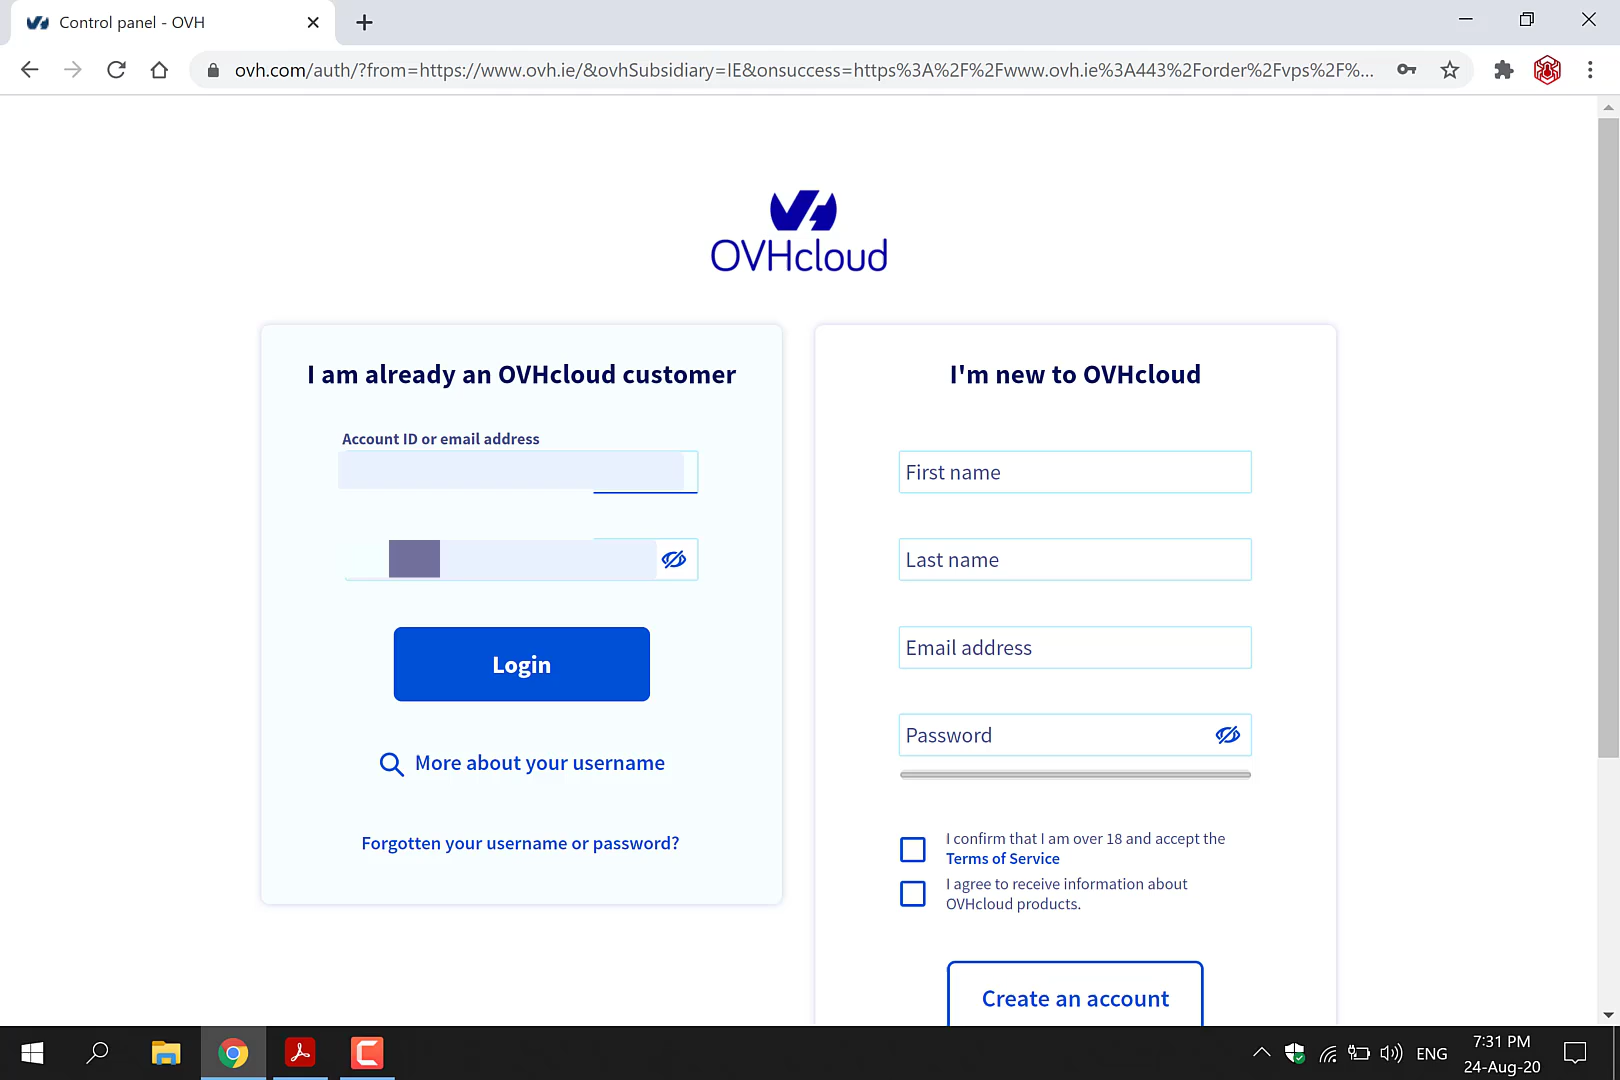 Control panel - OVH
ovh.com/auth/?from=https://www.ovh.ie/&ovhSubsidiary=IE&onsuccess=https%3A%2F%2Fwww.ovh.ie%3A443%2Forder%2Fvps%2F%...
OVHcloud
I am already an OVHcloud customer
Account ID or email address
Login
More about your username
Forgotten your username or password?
I'm new to OVHcloud
First name
Last name
Email address
Password
I confirm that I am over 18 and accept the
Terms of Service
I agree to receive information about
OVHcloud products.
Create an account
ENG
7:31 PM
24-Aug-20